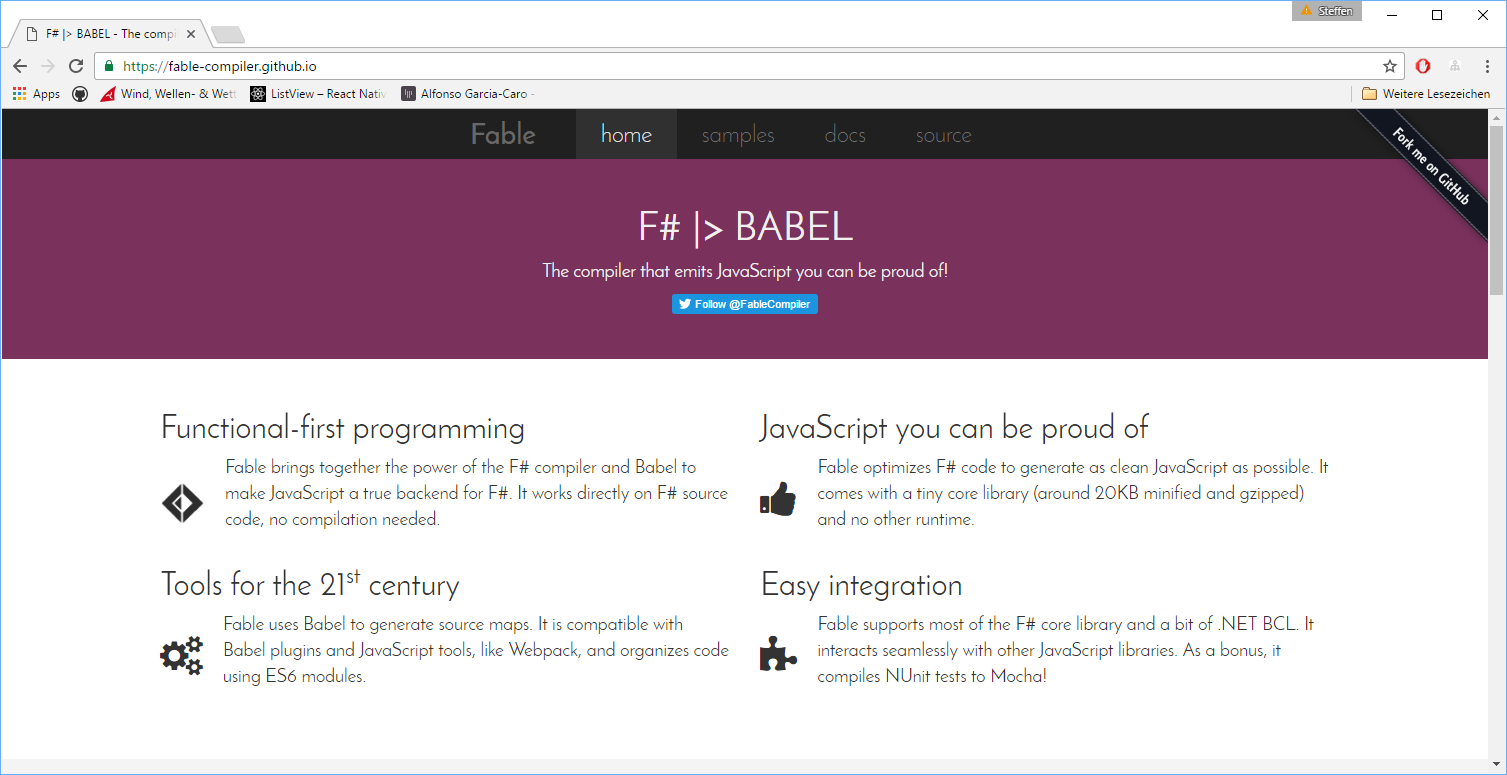 Steffen
F# |> BABEL - The compi
https://fable-compiler.github.io
Apps Wind, Wellen- & Wett ListView – React Nativ Alfonso Garcia-Caro - Weitere Lesezeichen
Fable home samples docs source
Fork me on GitHub
F# |> BABEL
The compiler that emits JavaScript you can be proud of!
Follow @FableCompiler
Functional-first programming
Fable brings together the power of the F# compiler and Babel to
make JavaScript a true backend for F#. It works directly on F# source
code, no compilation needed.
JavaScript you can be proud of
Fable optimizes F# code to generate as clean JavaScript as possible. It
comes with a tiny core library (around 20KB minified and gzipped)
and no other runtime.
Tools for the 21st century
Fable uses Babel to generate source maps. It is compatible with
Babel plugins and JavaScript tools, like Webpack, and organizes code
using ES6 modules.
Easy integration
Fable supports most of the F# core library and a bit of .NET BCL. It
interacts seamlessly with other JavaScript libraries. As a bonus, it
compiles NUnit tests to Mocha!